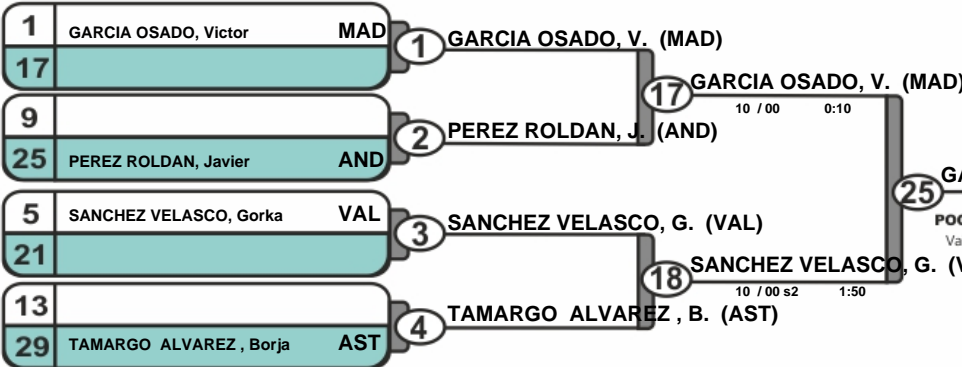 1 GARCIA OSADO, Victor MAD
17
1 GARCIA OSADO, V. (MAD)
17 GARCIA OSADO, V. (MAD)
10 / 00 0:10
9
25 PEREZ ROLDAN, Javier AND
2 PEREZ ROLDAN, J. (AND)
25
5 SANCHEZ VELASCO, Gorka VAL
21
3 SANCHEZ VELASCO, G. (VAL)
18 SANCHEZ VELASCO, G.
10 / 00 s2 1:50
13
29 TAMARGO ALVAREZ , Borja AST
4 TAMARGO ALVAREZ , B. (AST)